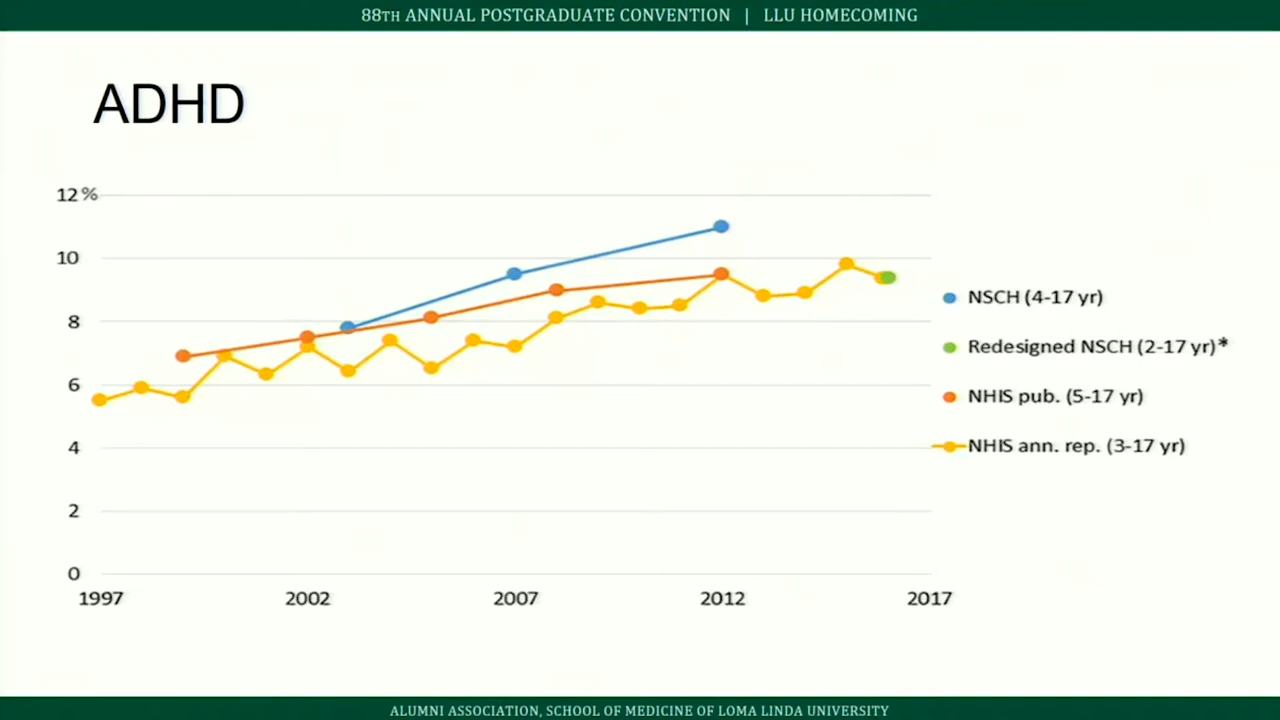 88TH ANNUAL POSTGRADUATE CONVENTION | LLU HOMECOMING
ADHD
12%
10
8
6
4
2
0
1997 2002 2007 2012 2017
NSCH (4-17 yr)
Redesigned NSCH (2-17 yr)*
NHIS pub. (5-17 yr)
NHIS ann. rep. (3-17 yr)
ALUMNI ASSOCIATION, SCHOOL OF MEDICINE OF LOMA LINDA UNIVERSITY